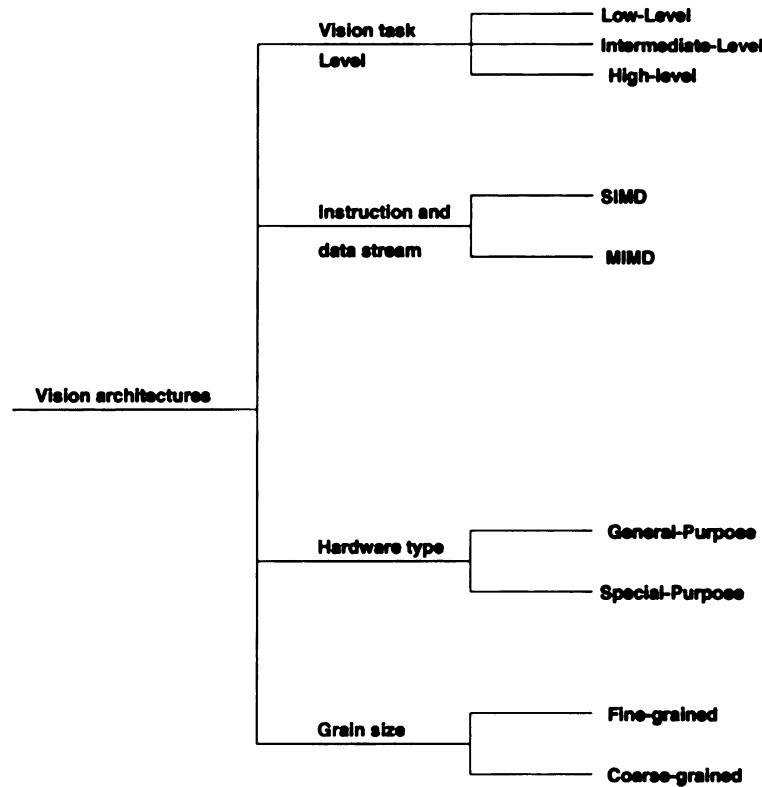 Vision task
Level
Low-Level
Intermediate-Level
High-level
Instruction and
data stream
SIMD
MIMD
Vision architectures
Hardware type
General-Purpose
Special-Purpose
Grain size
Fine-grained
Coarse-grained